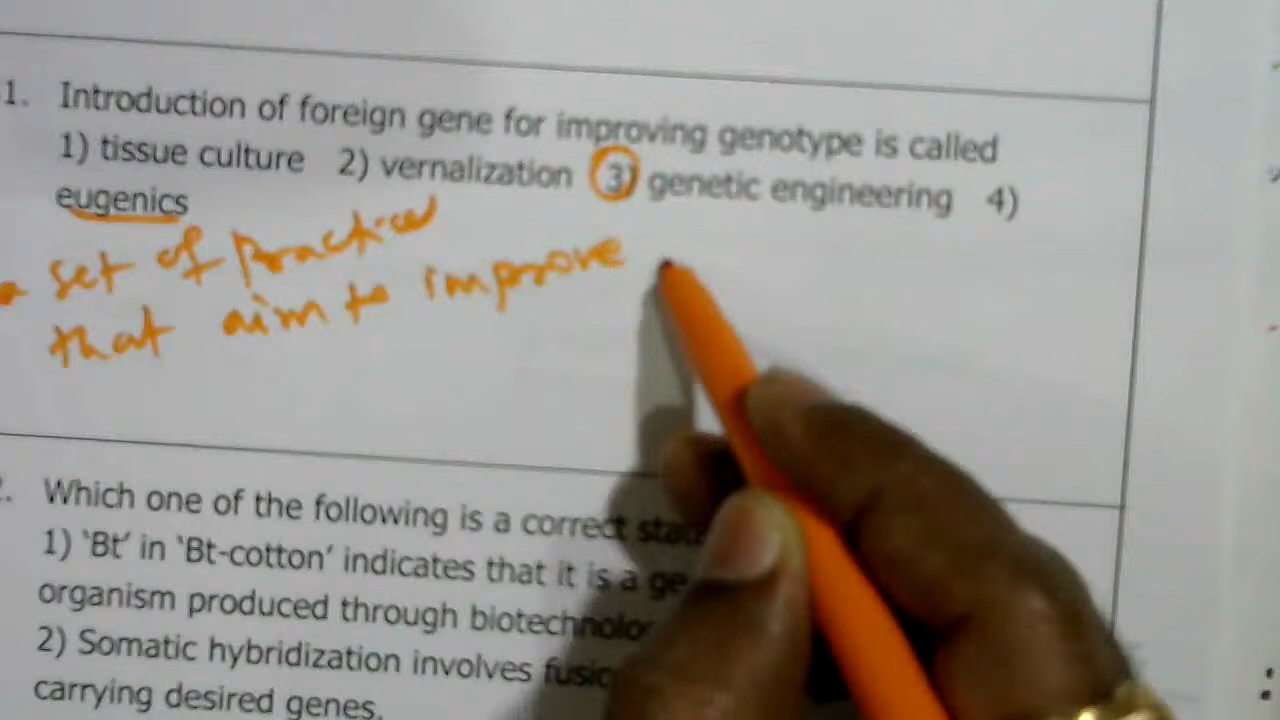 1. Introduction of foreign gene for improving genotype is called
1) tissue culture 2) vernalization 3) genetic engineering 4)
eugenics
set of practices
that aim to improve
Which one of the following is a correct
1) 'Bt' in 'Bt-cotton' indicates that it is a
organism produced through
2) Somatic hybridization involves
carrying desired genes.